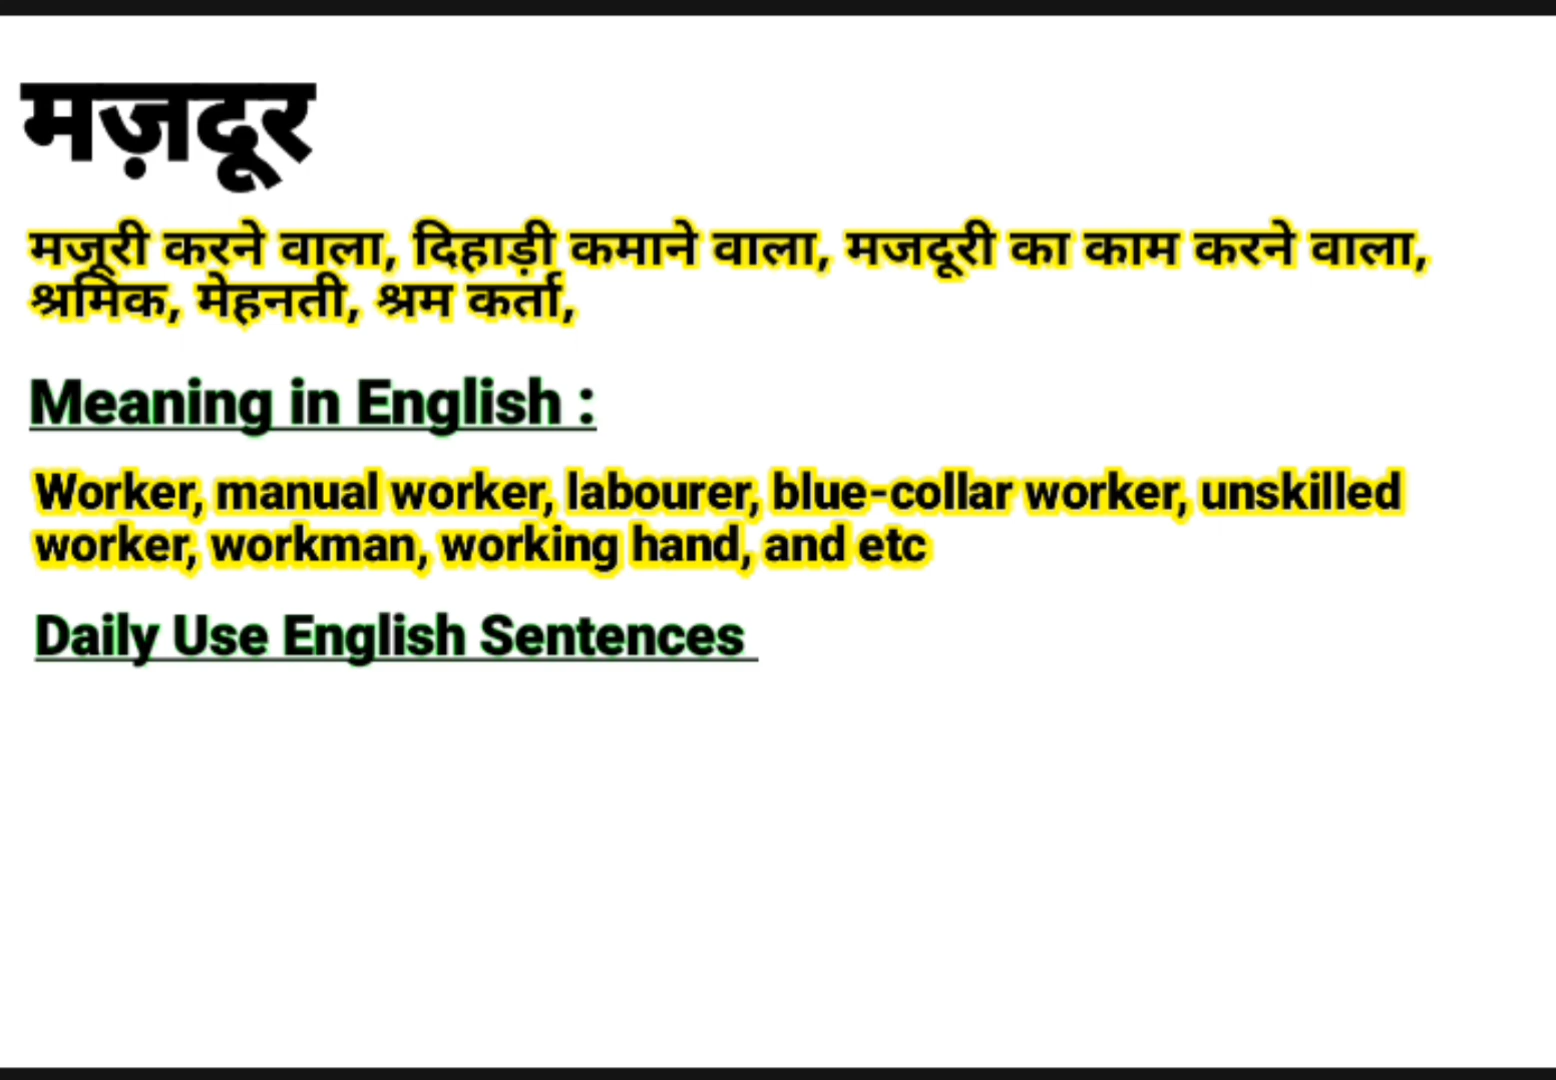 मज़दूर
मजूरी करने वाला, दिहाड़ी कमाने वाला, मजदूरी का काम करने वाला,
श्रमिक, मेहनती, श्रम कर्ता,
Meaning in English :
Worker, manual worker, labourer, blue-collar worker, unskilled
worker, workman, working hand, and etc
Daily Use English Sentences